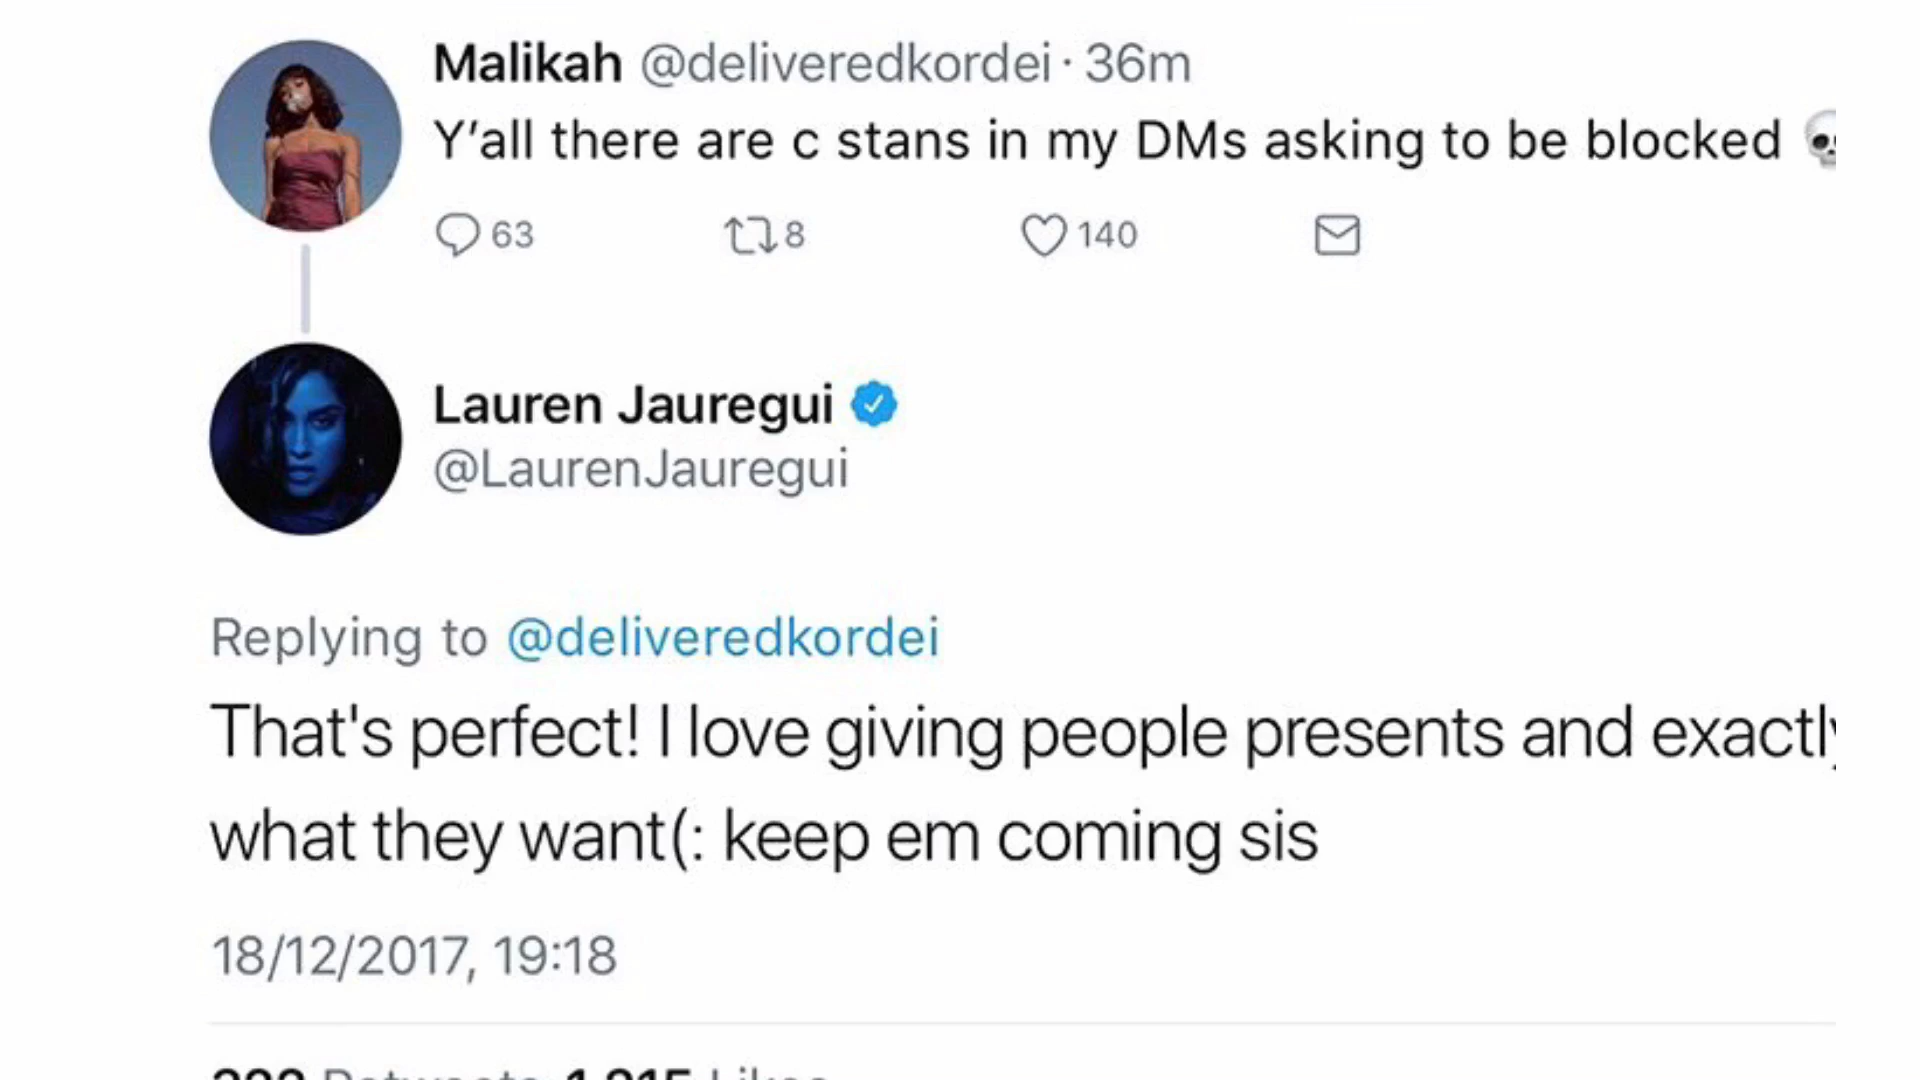 Malikah @deliveredkordei · 36m
Y'all there are c stans in my DMs asking to be blocked 💀
63 8 140
Lauren Jauregui
@LaurenJauregui
Replying to @deliveredkordei
That's perfect! I love giving people presents and exactly
what they want(: keep em coming sis
18/12/2017, 19:18
Retweets Likes